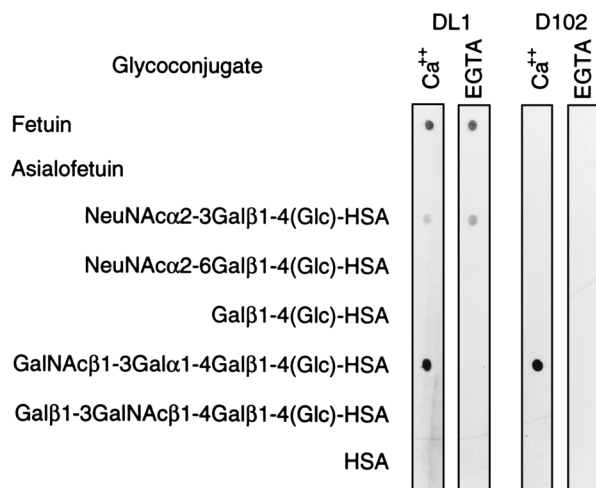 DL1 D102
Glycoconjugate
Ca++ EGTA Ca++ EGTA
Fetuin
Asialofetuin
NeuNAcα2-3Galβ1-4(Glc)-HSA
NeuNAcα2-6Galβ1-4(Glc)-HSA
Galβ1-4(Glc)-HSA
GalNAcβ1-3Galα1-4Galβ1-4(Glc)-HSA
Galβ1-3GalNAcβ1-4Galβ1-4(Glc)-HSA
HSA